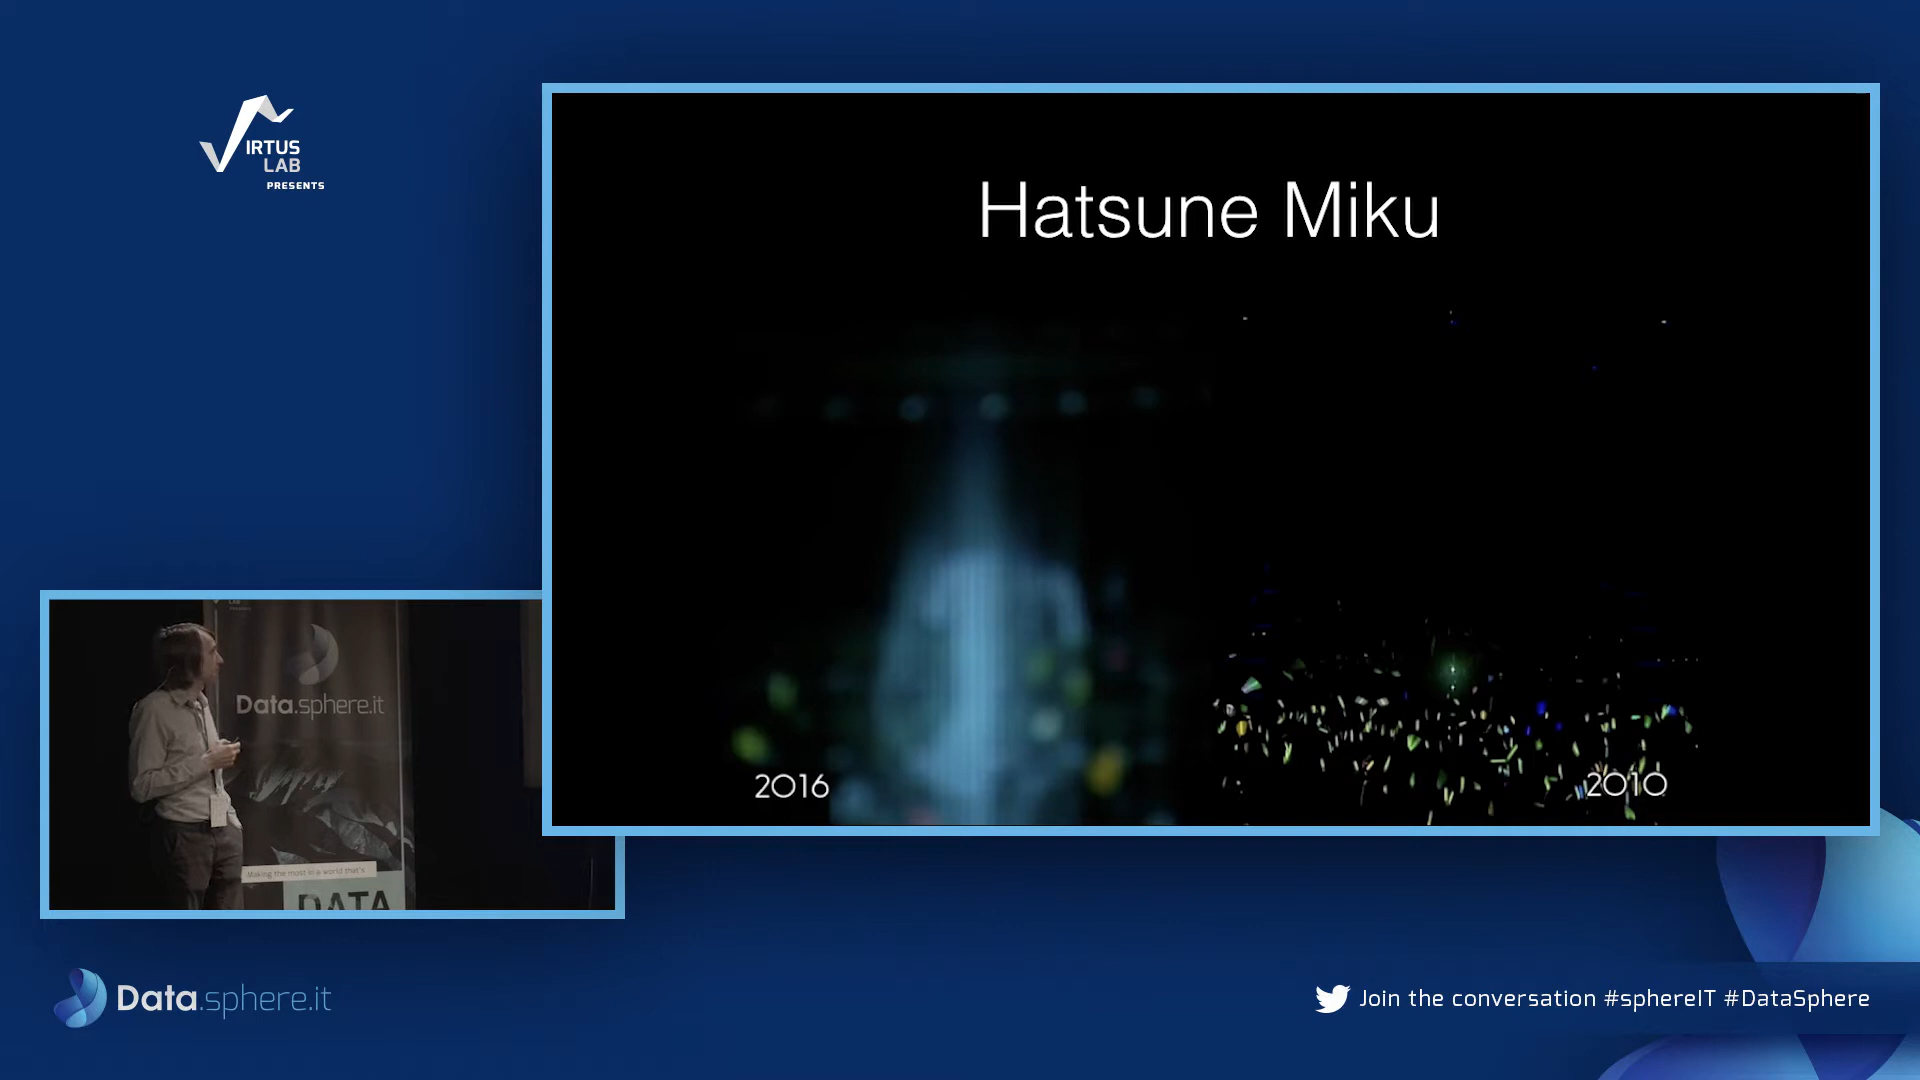 VIRTUS
LAB
PRESENTS
Hatsune Miku
2016
2010
Data.sphere.it
Making the most in a world that's
DATA
Data.sphere.it
Join the conversation #sphereIT #DataSphere